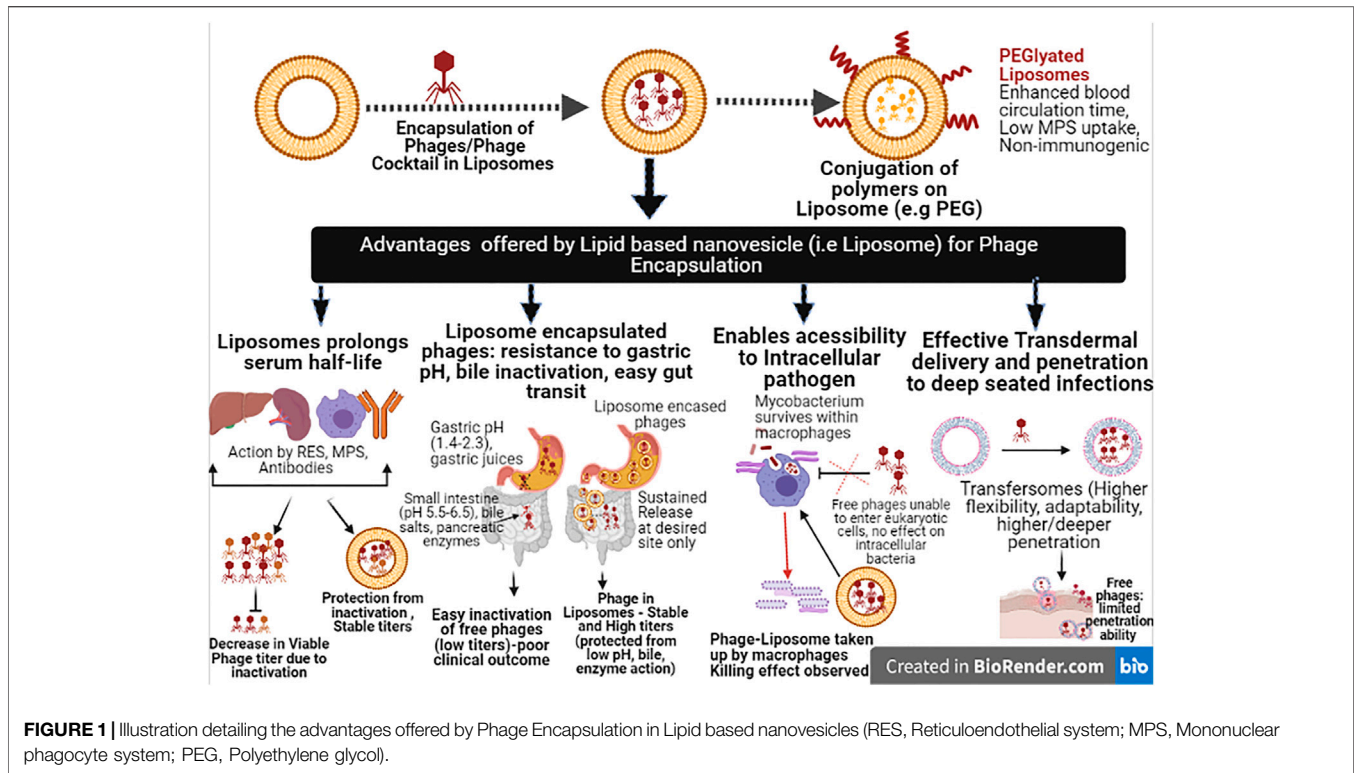 PEGlyated
Liposomes
Enhanced blood
circulation time,
Low MPS uptake,
Non-immunogenic
Encapsulation of
Phages/Phage
Cocktail in Liposomes
Conjugation of
polymers on
Liposome (e.g PEG)
Advantages offered by Lipid based nanovesicle (i.e Liposome) for Phage
Encapsulation
Liposomes prolongs
serum half-life
Action by RES, MPS,
Antibodies
Protection from
inactivation ,
Stable titers
Decrease in Viable
Phage titer due to
inactivation
Liposome encapsulated
phages: resistance to gastric
pH, bile inactivation, easy gut
transit
Liposome encased
phages
Gastric pH
(1.4-2.3),
gastric juices
Small intestine
(pH 5.5-6.5), bile
salts, pancreatic
enzymes
Sustained
Release
at desired
site only
Easy inactivation
of free phages
(low titers)-poor
clinical outcome
Phage in
Liposomes - Stable
and High titers
(protected from
low pH, bile,
enzyme action)
Enables acessibility
to Intracellular
pathogen
Mycobacterium
survives within
macrophages
Free phages unable
to enter eukaryotic
cells, no effect on
intracellular
bacteria
Phage-Liposome taken
up by macrophages
Killing effect observed
Effective Transdermal
delivery and penetration
to deep seated infections
Transfersomes (Higher
flexibility, adaptability,
higher/deeper
penetration
Free
phages:
limited
penetration
ability
Created in BioRender.com bio
FIGURE 1 | Illustration detailing the advantages offered by Phage Encapsulation in Lipid based nanovesicles (RES, Reticuloendothelial system; MPS, Mononuclear
phagocyte system; PEG, Polyethylene glycol).